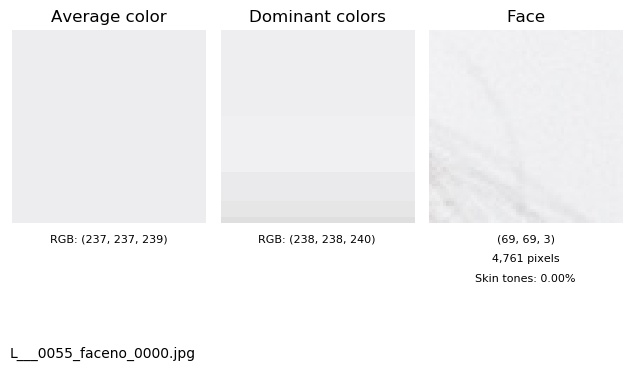 Average color
Dominant colors
Face
RGB: (237, 237, 239)
RGB: (238, 238, 240)
(69, 69, 3)
4,761 pixels
Skin tones: 0.00%
L___0055_faceno_0000.jpg